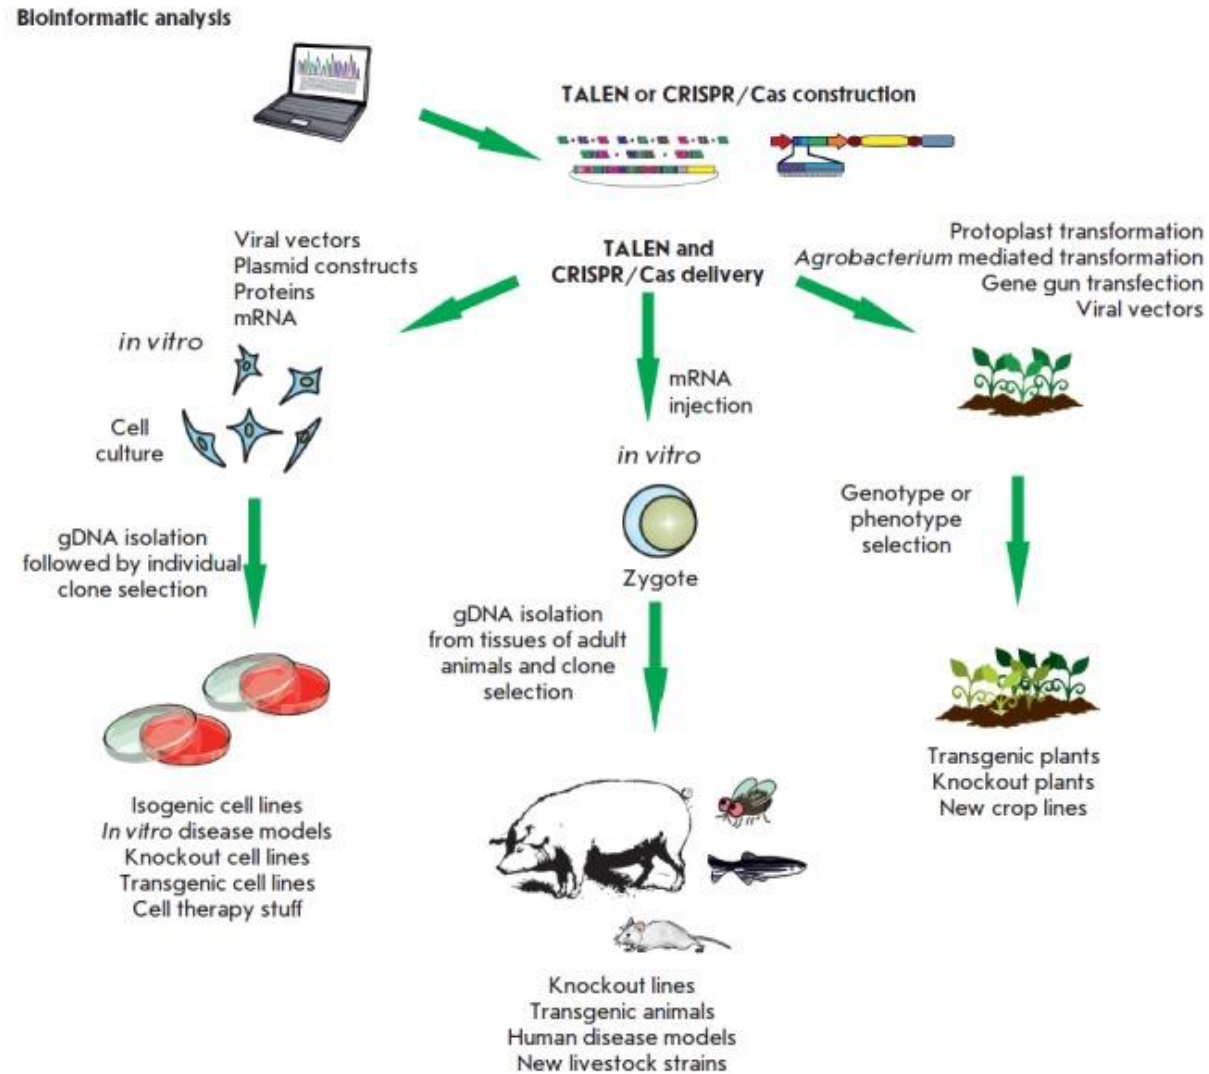 Bioinformatic analysis
TALEN or CRISPR/Cas construction
TALEN and
CRISPR/Cas delivery
Viral vectors
Plasmid constructs
Proteins
mRNA
in vitro
Cell
culture
gDNA isolation
followed by individual
clone selection
Isogenic cell lines
In vitro disease models
Knockout cell lines
Transgenic cell lines
Cell therapy stuff
mRNA
injection
in vitro
Zygote
gDNA isolation
from tissues of adult
animals and clone
selection
Knockout lines
Transgenic animals
Human disease models
New livestock strains
Protoplast transformation
Agrobacterium mediated transformation
Gene gun transfection
Viral vectors
Genotype or
phenotype
selection
Transgenic plants
Knockout plants
New crop lines